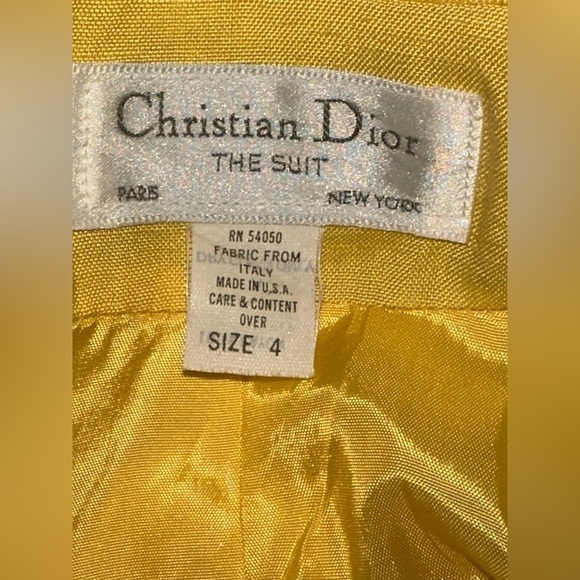 Christian Dior
THE SUIT
PARIS NEW YORK
RN 54050
FABRIC FROM
ITALY
MADE IN U.S.A.
CARE & CONTENT
OVER
SIZE 4